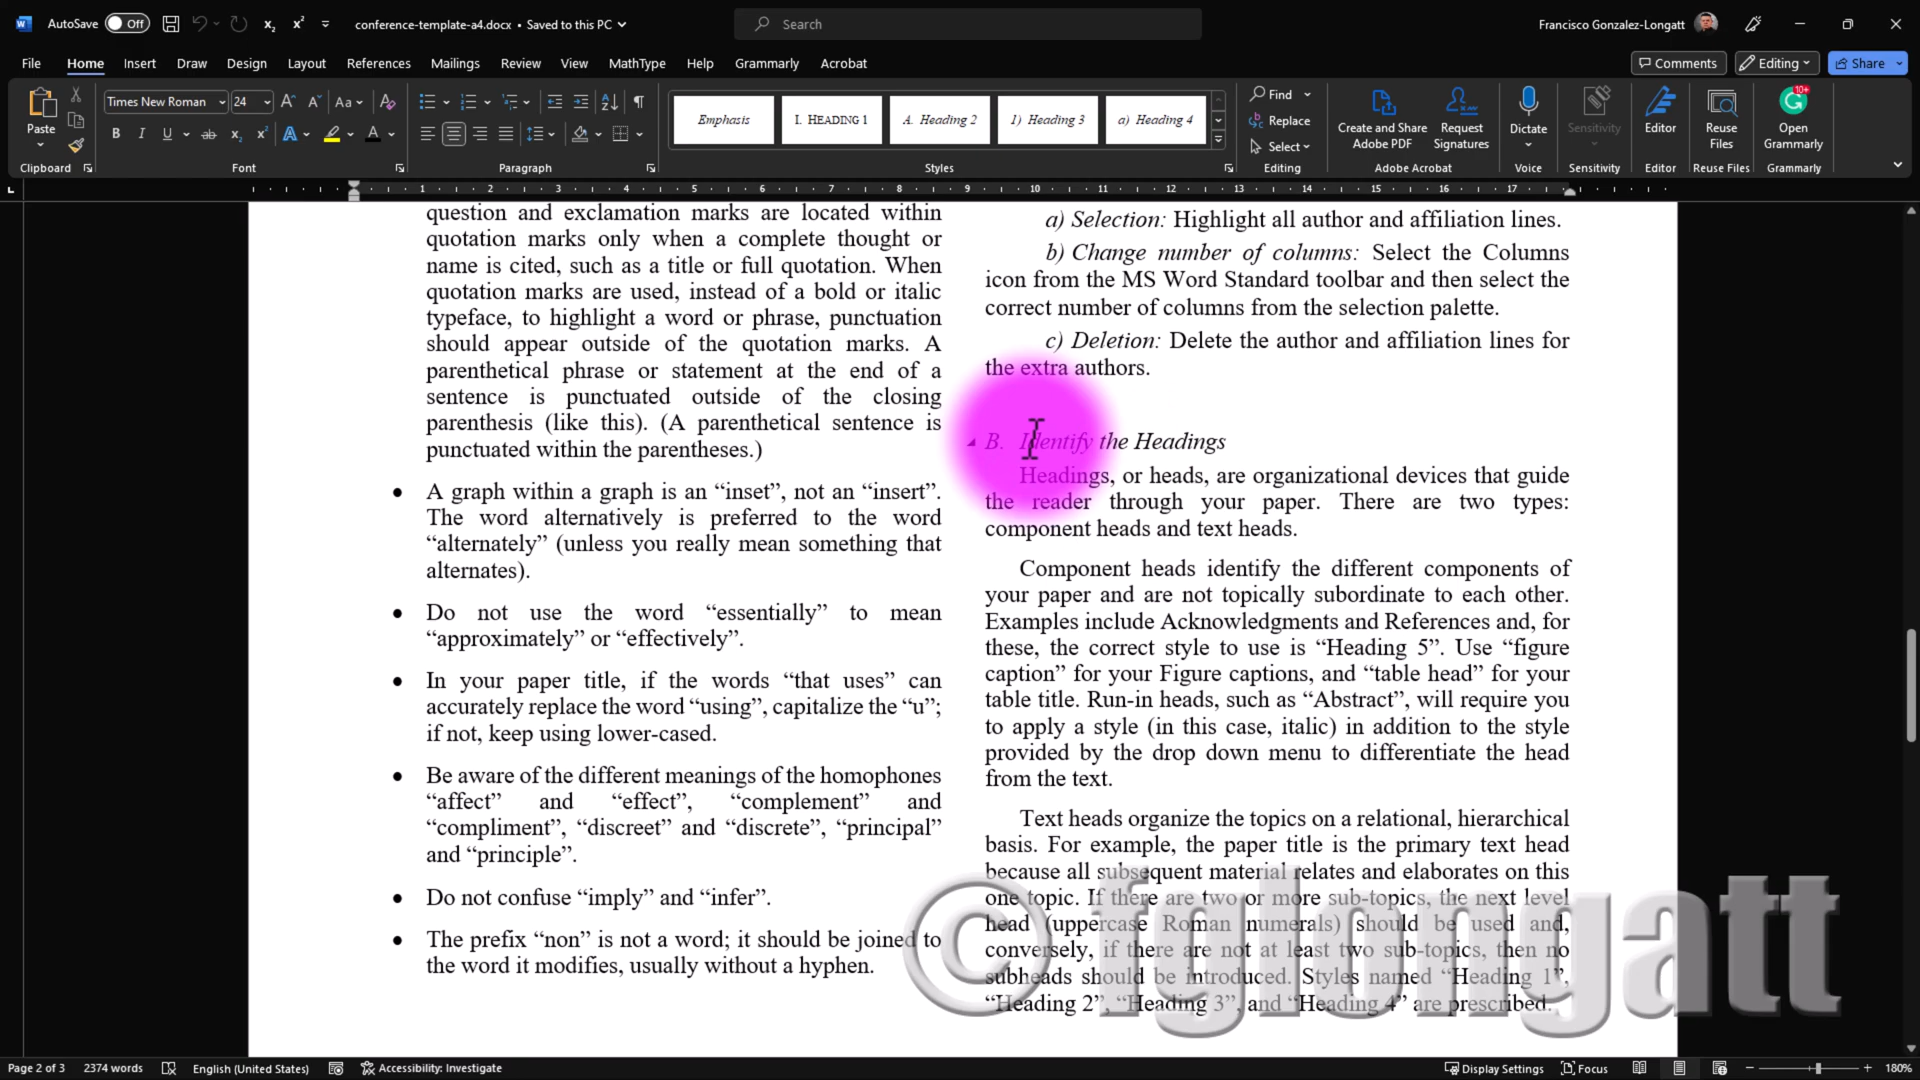 AutoSave Off
conference-template-a4.docx • Saved to this PC
Search
Francisco Gonzalez-Longatt
File Home Insert Draw Design Layout References Mailings Review View MathType Help Grammarly Acrobat
Comments Editing Share
Paste
Clipboard
Times New Roman 24
Font
Paragraph
Emphasis
I. HEADING 1
A. Heading 2
1) Heading 3
a) Heading 4
Styles
Find
Replace
Select
Editing
Create and Share
Adobe PDF
Request
Signatures
Adobe Acrobat
Dictate
Voice
Sensitivity
Sensitivity
Editor
Editor
Reuse
Files
Reuse Files
10+
Open
Grammarly
Grammarly
1 2 3 4 5 6 7 8 9 10 11 12 13 14 15 16 17
question and exclamation marks are located within
quotation marks only when a complete thought or
name is cited, such as a title or full quotation. When
quotation marks are used, instead of a bold or italic
typeface, to highlight a word or phrase, punctuation
should appear outside of the quotation marks. A
parenthetical phrase or statement at the end of a
sentence is punctuated outside of the closing
parenthesis (like this). (A parenthetical sentence is
punctuated within the parentheses.)
• A graph within a graph is an “inset”, not an “insert”.
The word alternatively is preferred to the word
“alternately” (unless you really mean something that
alternates).
• Do not use the word “essentially” to mean
“approximately” or “effectively”.
• In your paper title, if the words “that uses” can
accurately replace the word “using”, capitalize the “u”;
if not, keep using lower-cased.
• Be aware of the different meanings of the homophones
“affect” and “effect”, “complement” and
“compliment”, “discreet” and “discrete”, “principal”
and “principle”.
• Do not confuse “imply” and “infer”.
• The prefix “non” is not a word; it should be joined to
the word it modifies, usually without a hyphen.
a) Selection: Highlight all author and affiliation lines.
b) Change number of columns: Select the Columns
icon from the MS Word Standard toolbar and then select the
correct number of columns from the selection palette.
c) Deletion: Delete the author and affiliation lines for
the extra authors.
B. Identify the Headings
Headings, or heads, are organizational devices that guide
the reader through your paper. There are two types:
component heads and text heads.
Component heads identify the different components of
your paper and are not topically subordinate to each other.
Examples include Acknowledgments and References and, for
these, the correct style to use is “Heading 5”. Use “figure
caption” for your Figure captions, and “table head” for your
table title. Run-in heads, such as “Abstract”, will require you
to apply a style (in this case, italic) in addition to the style
provided by the drop down menu to differentiate the head
from the text.
Text heads organize the topics on a relational, hierarchical
basis. For example, the paper title is the primary text head
because all subsequent material relates and elaborates on this
one topic. If there are two or more sub-topics, the next level
head (uppercase Roman numerals) should be used and,
conversely, if there are not at least two sub-topics, then no
subheads should be introduced. Styles named “Heading 1”,
“Heading 2”, “Heading 3”, and “Heading 4” are prescribed.
© fglongatt
Page 2 of 3 2374 words English (United States) Accessibility: Investigate
Display Settings Focus 180%